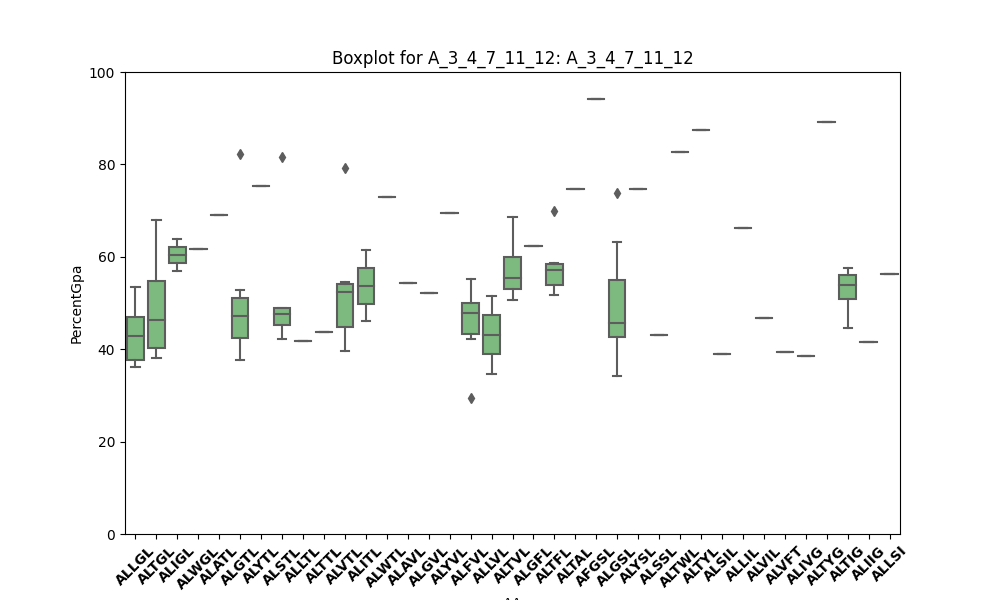 Boxplot for A_3_4_7_11_12: A_3_4_7_11_12
PercentGpa
100
80
60
40
20
0
ALLGL
ALTGL
ALIGL
ALWGL
ALATL
ALGTL
ALYTL
ALSTL
ALLTL
ALTTL
ALVTL
ALITL
ALWTL
ALAVL
ALGVL
ALYVL
ALFVL
ALLVL
ALTVL
ALGFL
ALTFL
ALTAL
AFGSL
ALGSL
ALYSL
ALSSL
ALTWL
ALTYL
ALSIL
ALLIL
ALVIL
ALVFT
ALIVG
ALTYG
ALTIG
ALIIG
ALLSI